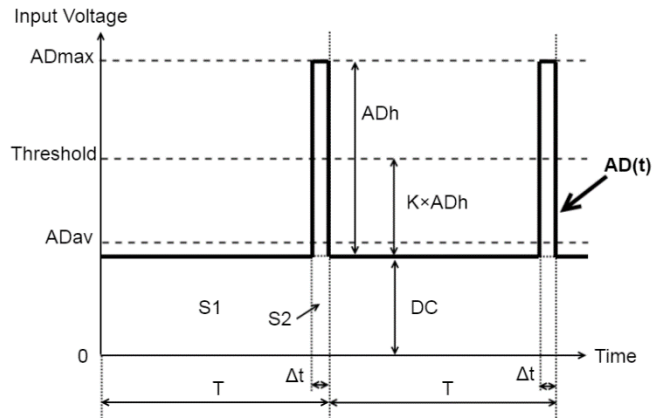 Input Voltage
ADmax
ADh
Threshold
AD(t)
K×ADh
ADav
S1
S2
DC
0
Time
Δt
Δt
T
T